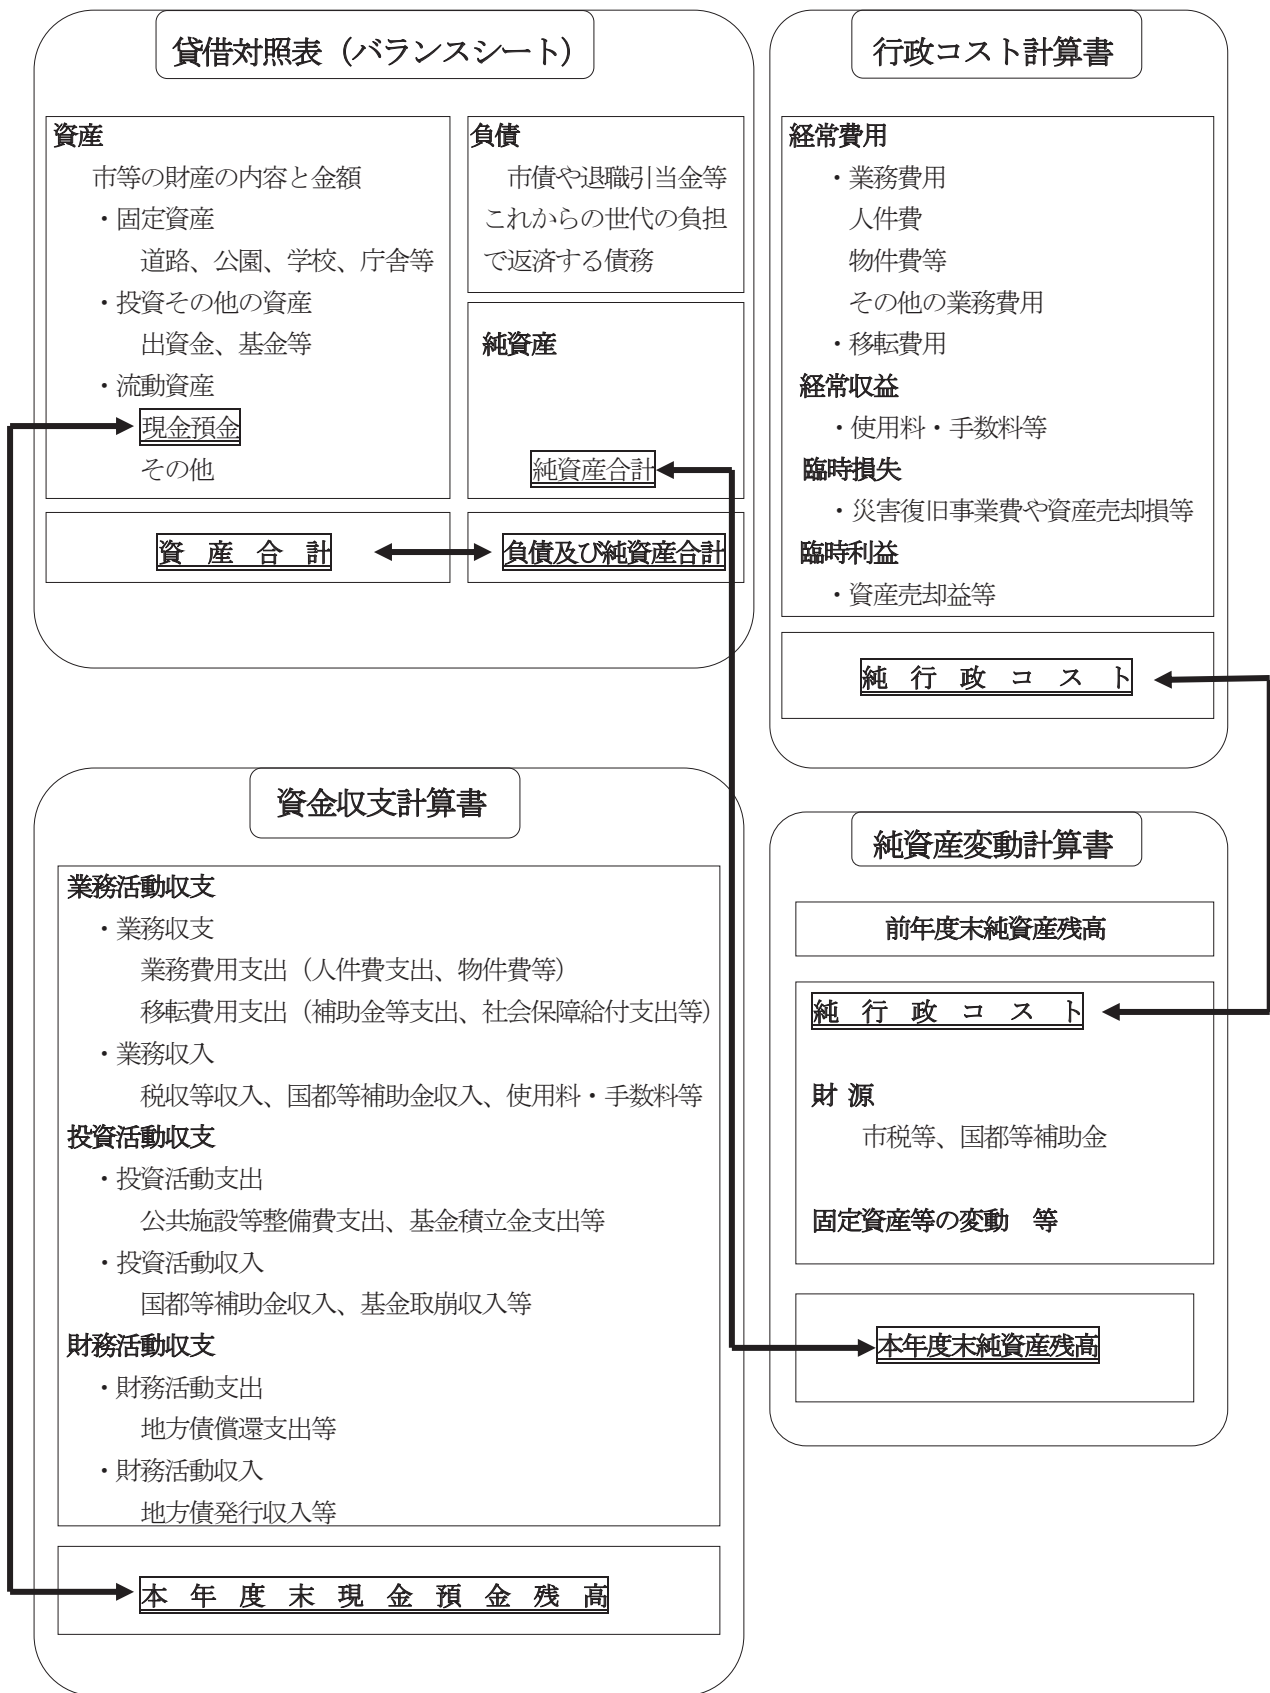 貸借対照表（バランスシート）
資産
市等の財産の内容と金額
・固定資産
道路、公園、学校、庁舎等
・投資その他の資産
出資金、基金等
・流動資産
現金預金
その他
負債
市債や退職引当金等
これからの世代の負担
で返済する債務
純資産
純資産合計
資　産　合　計
負債及び純資産合計
行政コスト計算書
経常費用
・業務費用
人件費
物件費等
その他の業務費用
・移転費用
経常収益
・使用料・手数料等
臨時損失
・災害復旧事業費や資産売却損等
臨時利益
・資産売却益等
純　行　政　コ　ス　ト
資金収支計算書
業務活動収支
・業務収支
業務費用支出（人件費支出、物件費等）
移転費用支出（補助金等支出、社会保障給付支出等）
・業務収入
税収等収入、国都等補助金収入、使用料・手数料等
投資活動収支
・投資活動支出
公共施設等整備費支出、基金積立金支出等
・投資活動収入
国都等補助金収入、基金取崩収入等
財務活動収支
・財務活動支出
地方債償還支出等
・財務活動収入
地方債発行収入等
本　年　度　末　現　金　預　金　残　高
純資産変動計算書
前年度末純資産残高
純　行　政　コ　ス　ト
財 源
市税等、国都等補助金
固定資産等の変動　等
本年度末純資産残高